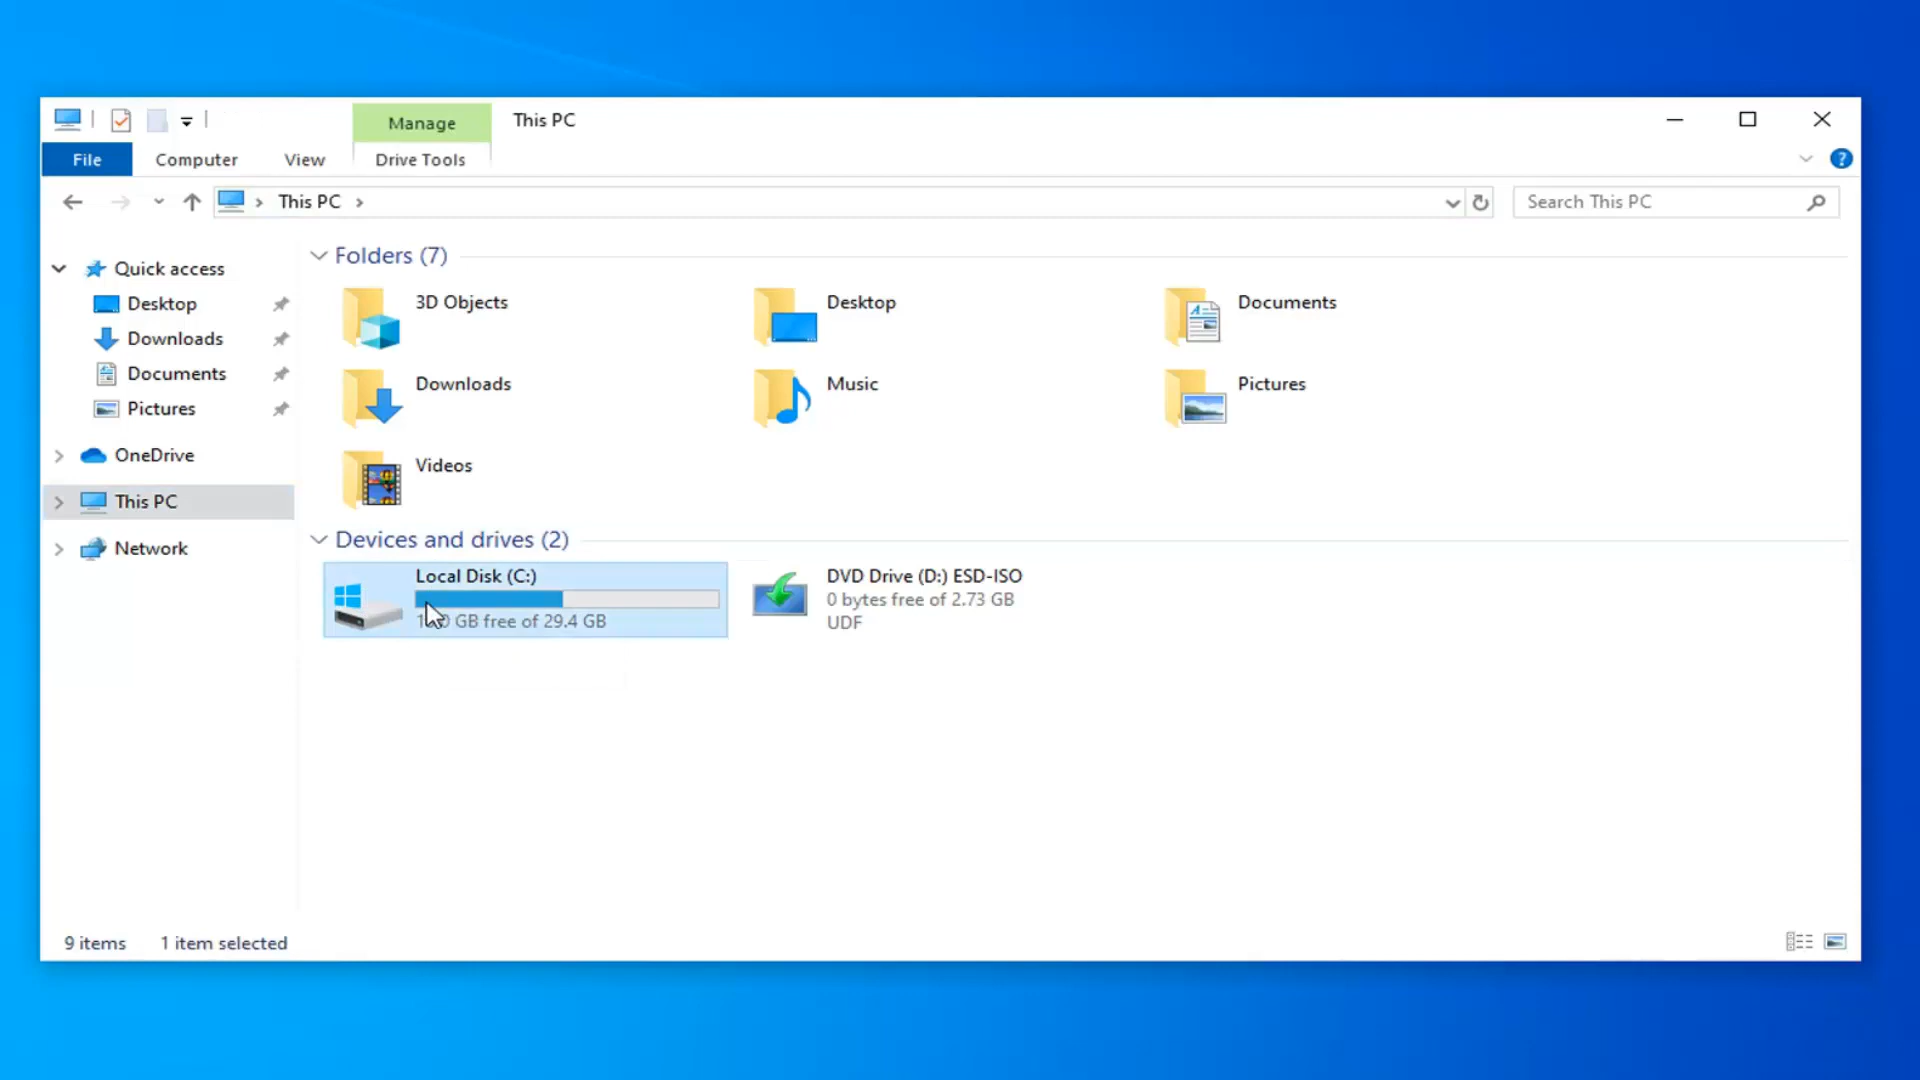 Manage
This PC
File
Computer
View
Drive Tools
This PC
Search This PC
Quick access
Desktop
Downloads
Documents
Pictures
OneDrive
This PC
Network
Folders (7)
3D Objects
Desktop
Documents
Downloads
Music
Pictures
Videos
Devices and drives (2)
Local Disk (C:)
GB free of 29.4 GB
DVD Drive (D:) ESD-ISO
0 bytes free of 2.73 GB
UDF
9 items
1 item selected